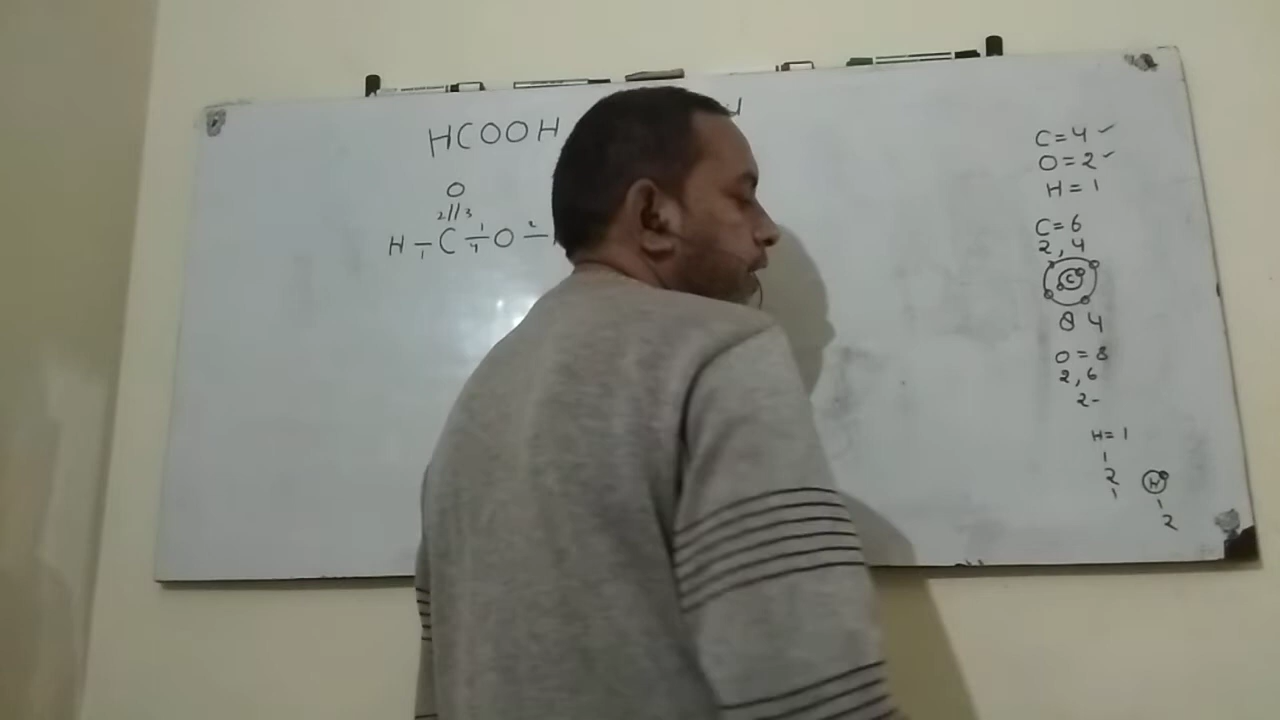 HCOOH
O
2 // 3
H – C – O –
1 4 1 2
C = 4 ✓
O = 2 ✓
H = 1
C = 6
2, 4
C
8 4
O = 8
2, 6
2-
H = 1
1
2
1
H
1
2